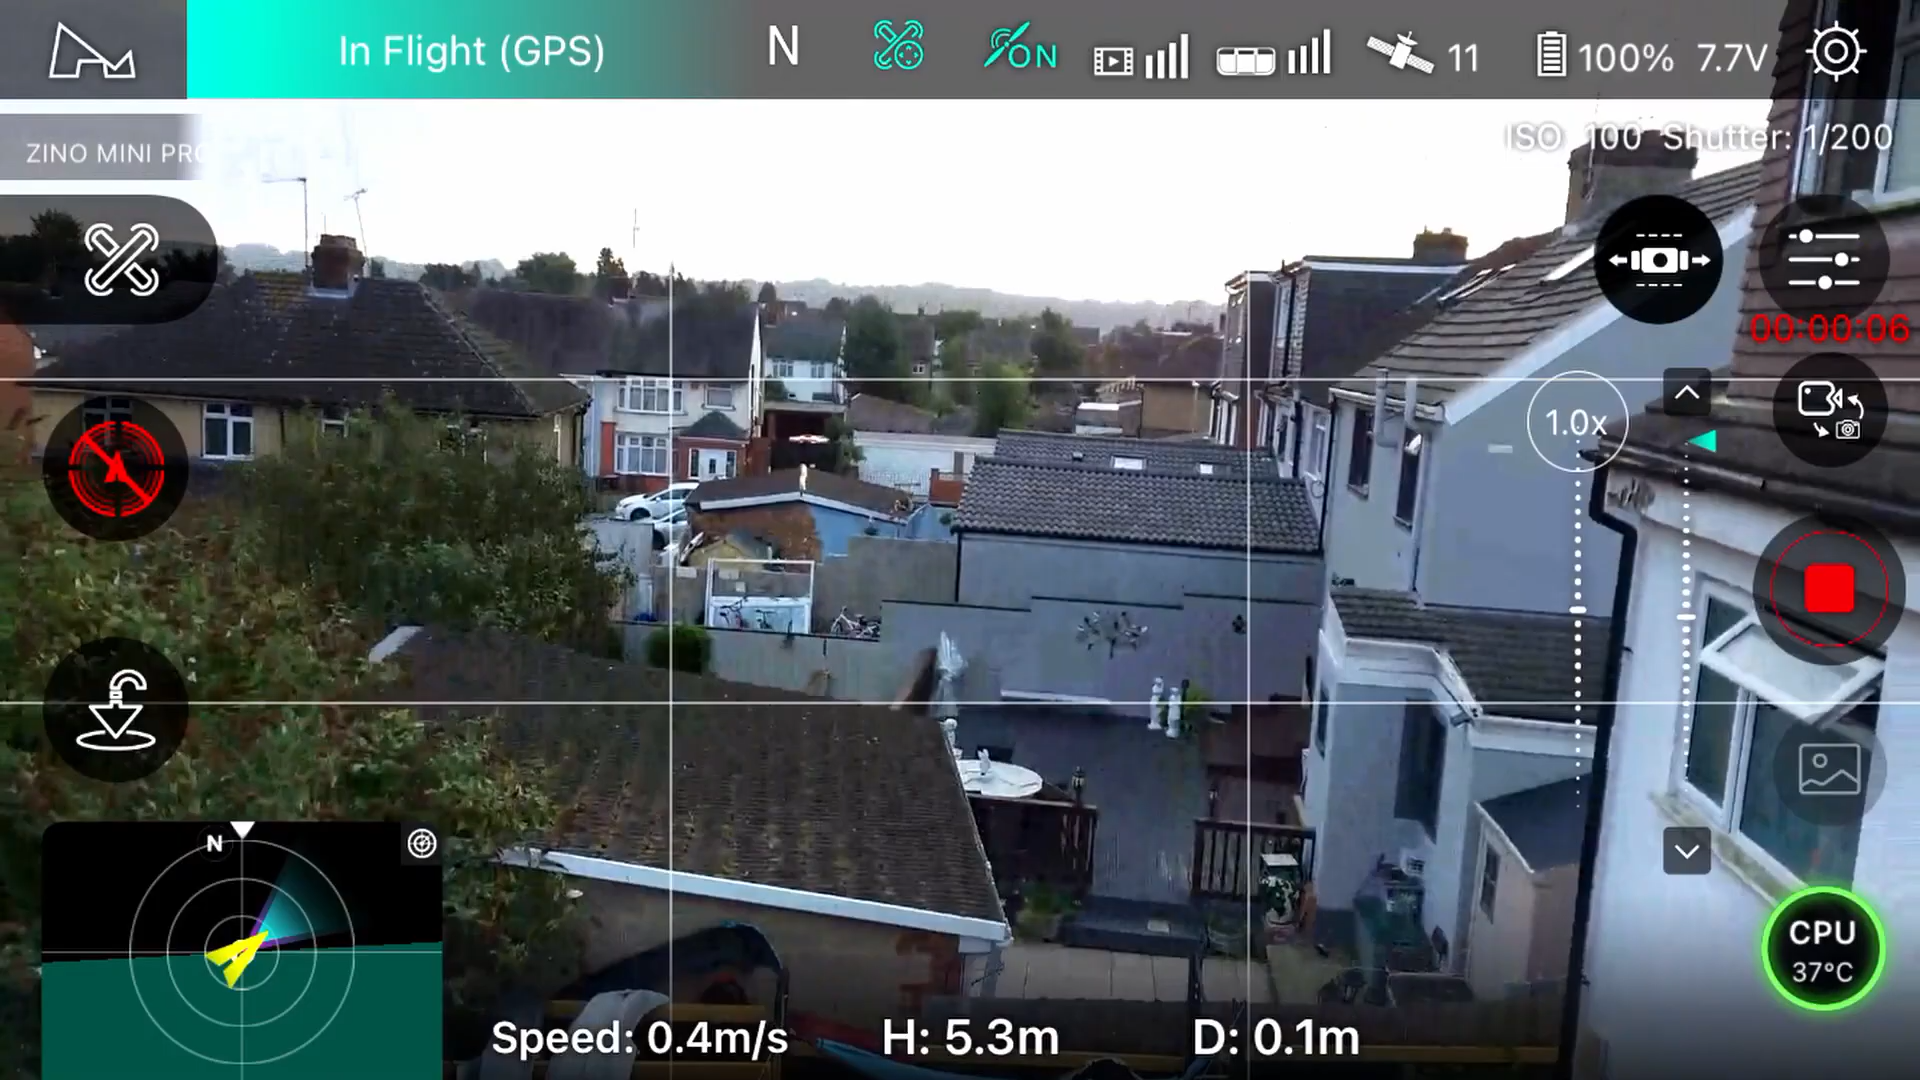 In Flight (GPS)
N
ON
11
100%
7.7V
ZINO MINI PRO
ISO 100 Shutter: 1/200
00:00:06
1.0x
N
CPU
37°C
Speed: 0.4m/s
H: 5.3m
D: 0.1m